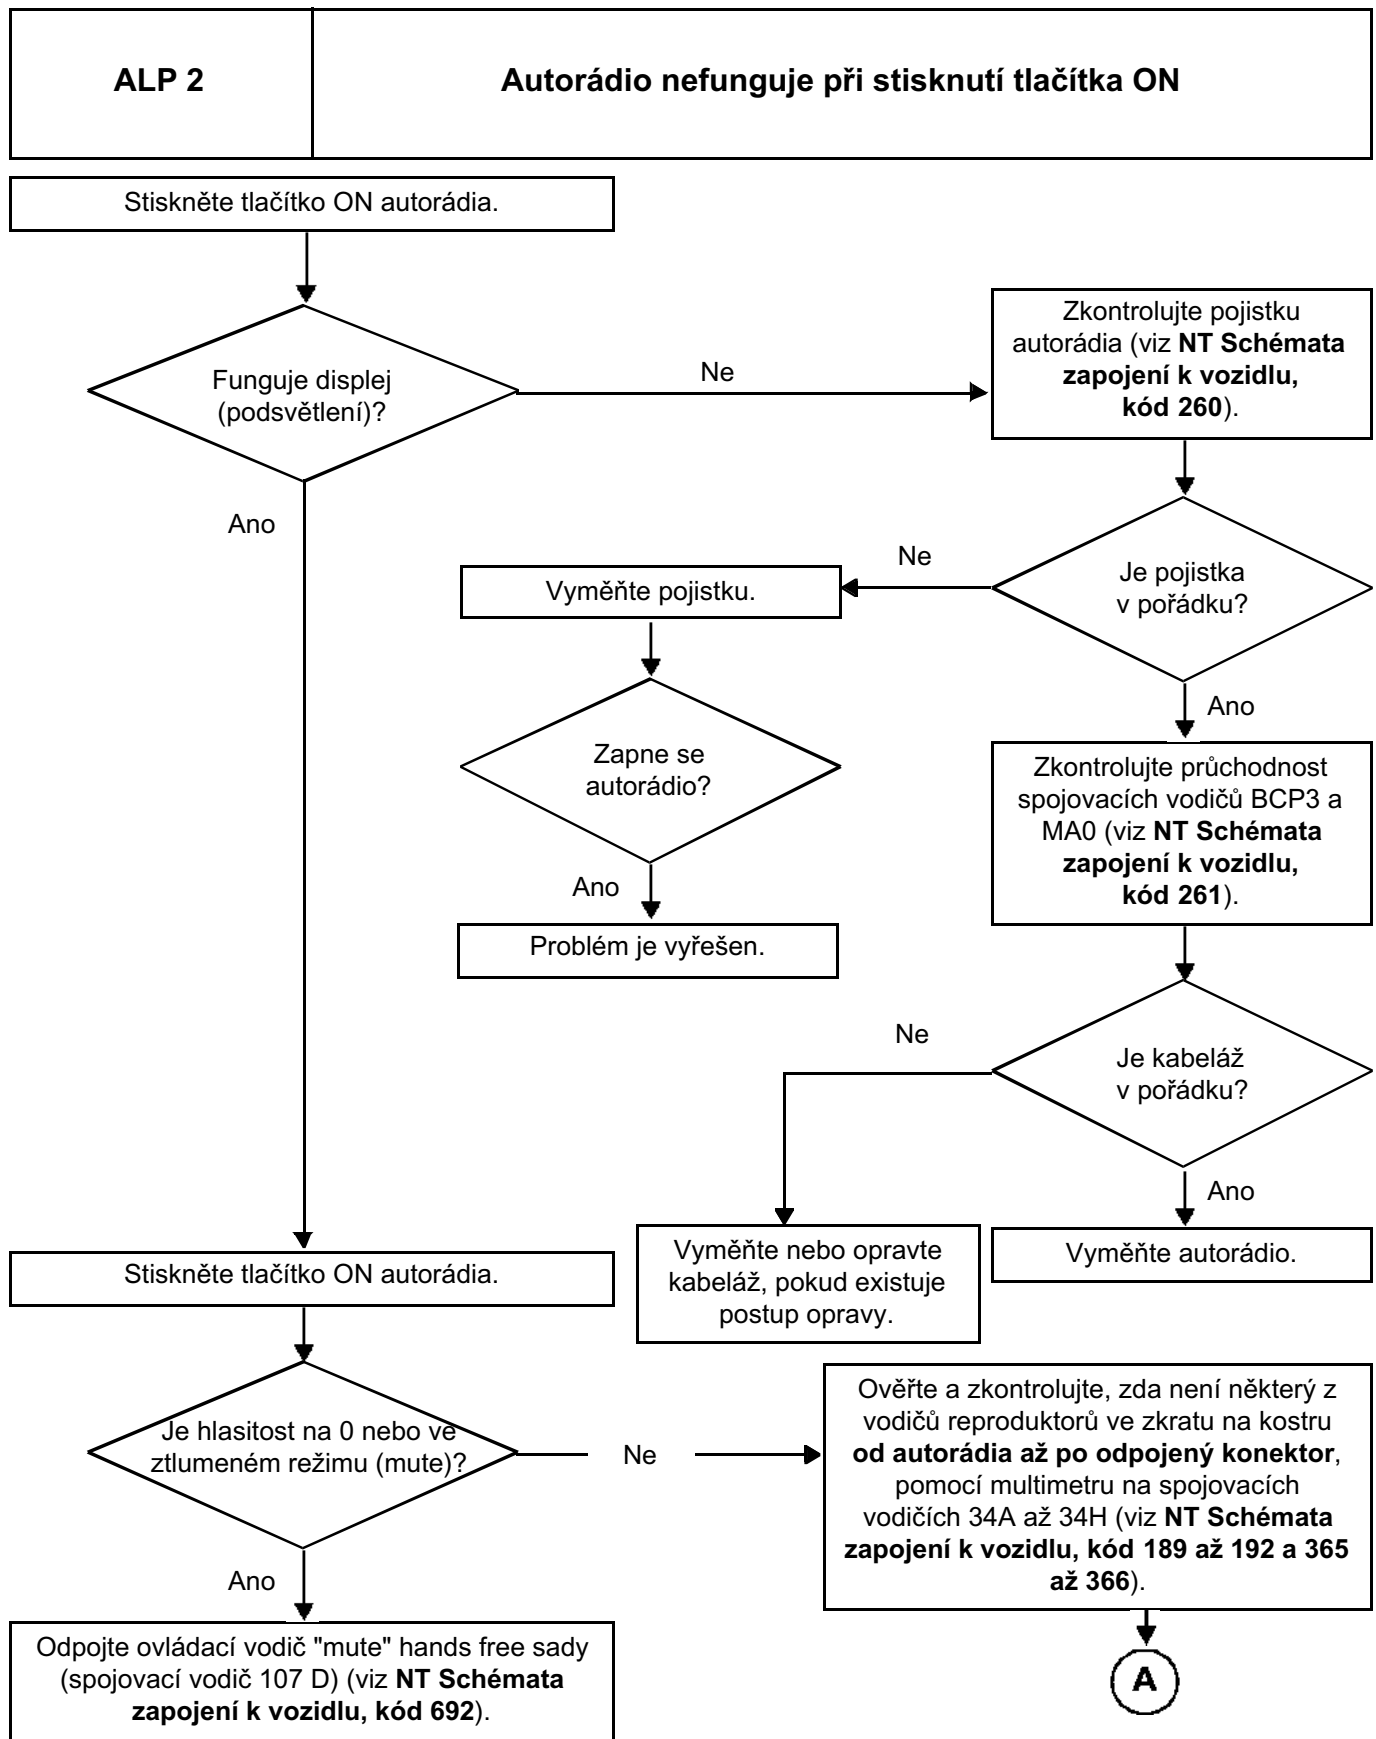 ALP 2
Autorádio nefunguje při stisknutí tlačítka ON
Stiskněte tlačítko ON autorádia.
Funguje displej
(podsvětlení)?
Ne
Zkontrolujte pojistku
autorádia (viz NT Schémata
zapojení k vozidlu,
kód 260).
Ano
Je pojistka
v pořádku?
Ne
Vyměňte pojistku.
Ano
Zapne se
autorádio?
Ano
Problém je vyřešen.
Zkontrolujte průchodnost
spojovacích vodičů BCP3 a
MA0 (viz NT Schémata
zapojení k vozidlu,
kód 261).
Je kabeláž
v pořádku?
Ne
Ano
Vyměňte nebo opravte
kabeláž, pokud existuje
postup opravy.
Vyměňte autorádio.
Stiskněte tlačítko ON autorádia.
Je hlasitost na 0 nebo ve
ztlumeném režimu (mute)?
Ne
Ověřte a zkontrolujte, zda není některý z
vodičů reproduktorů ve zkratu na kostru
od autorádia až po odpojený konektor,
pomocí multimetru na spojovacích
vodičích 34A až 34H (viz NT Schémata
zapojení k vozidlu, kód 189 až 192 a 365
až 366).
Ano
Odpojte ovládací vodič "mute" hands free sady
(spojovací vodič 107 D) (viz NT Schémata
zapojení k vozidlu, kód 692).
A